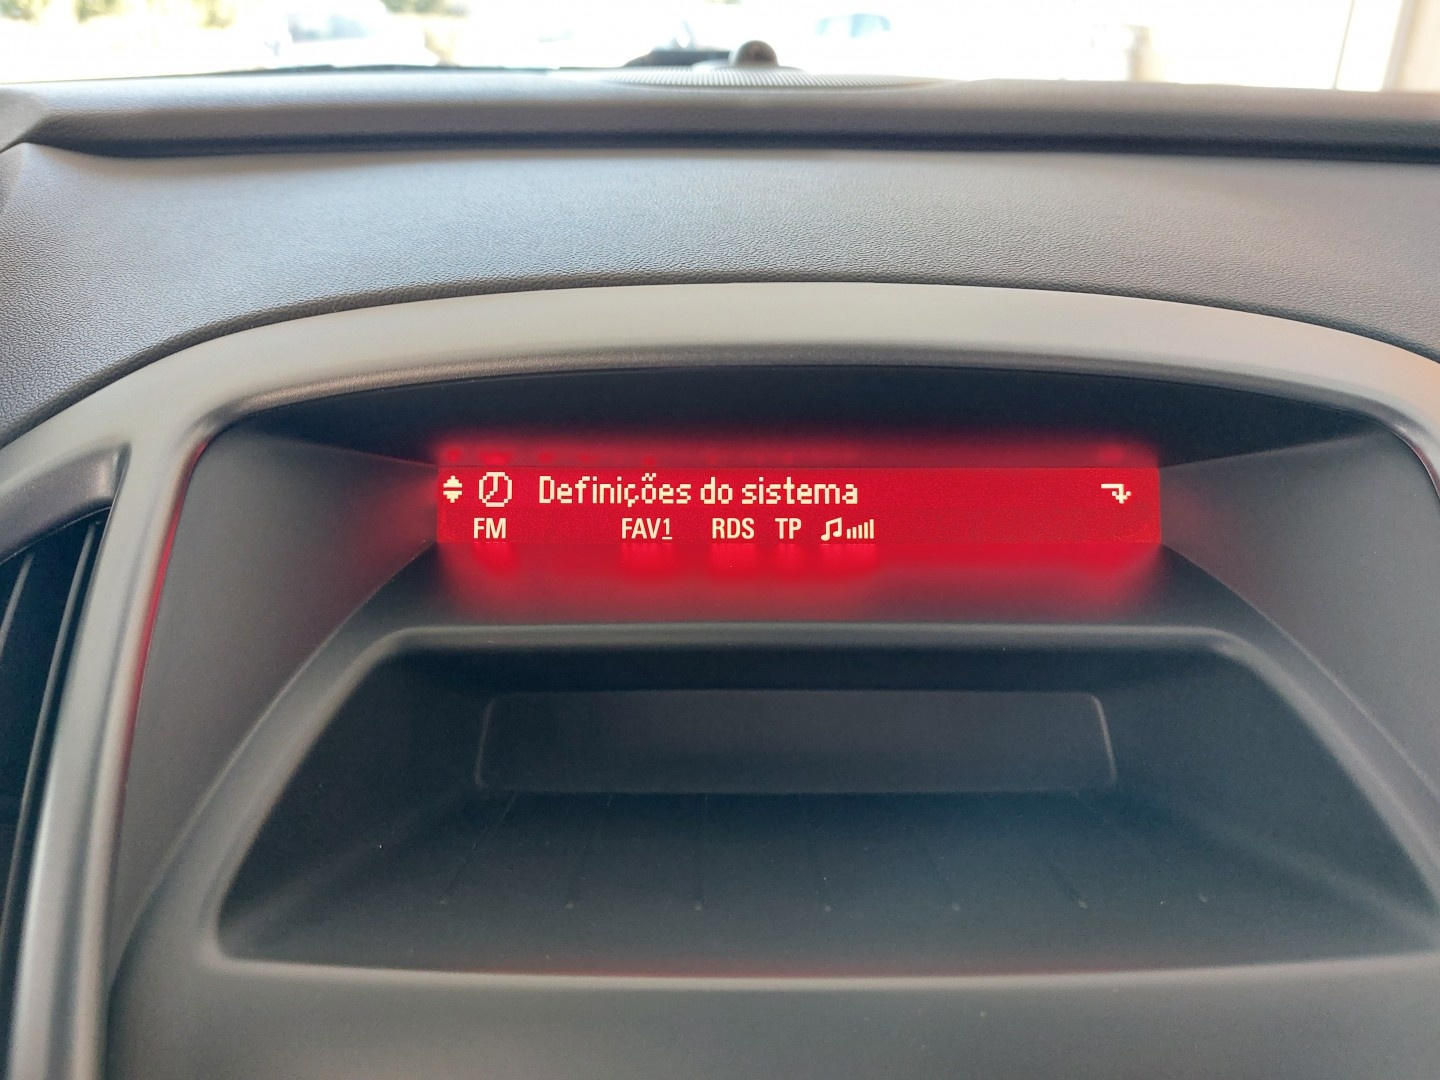 Definições do sistema
FM FAV1 RDS TP